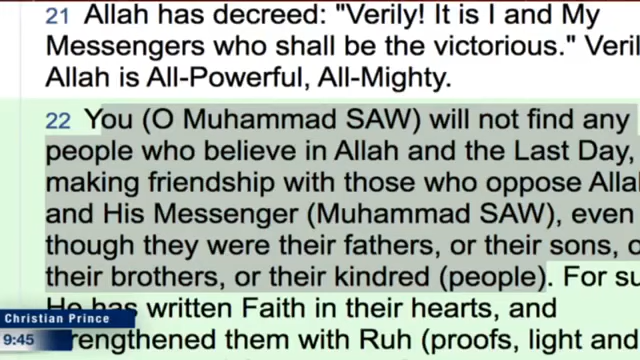 21 Allah has decreed: "Verily! It is I and My
Messengers who shall be the victorious." Veril
Allah is All-Powerful, All-Mighty.
22 You (O Muhammad SAW) will not find any
people who believe in Allah and the Last Day,
making friendship with those who oppose Alla
and His Messenger (Muhammad SAW), even
though they were their fathers, or their sons, o
their brothers, or their kindred (people). For su
He has written Faith in their hearts, and
rengthened them with Ruh (proofs, light and
Christian Prince
9:45